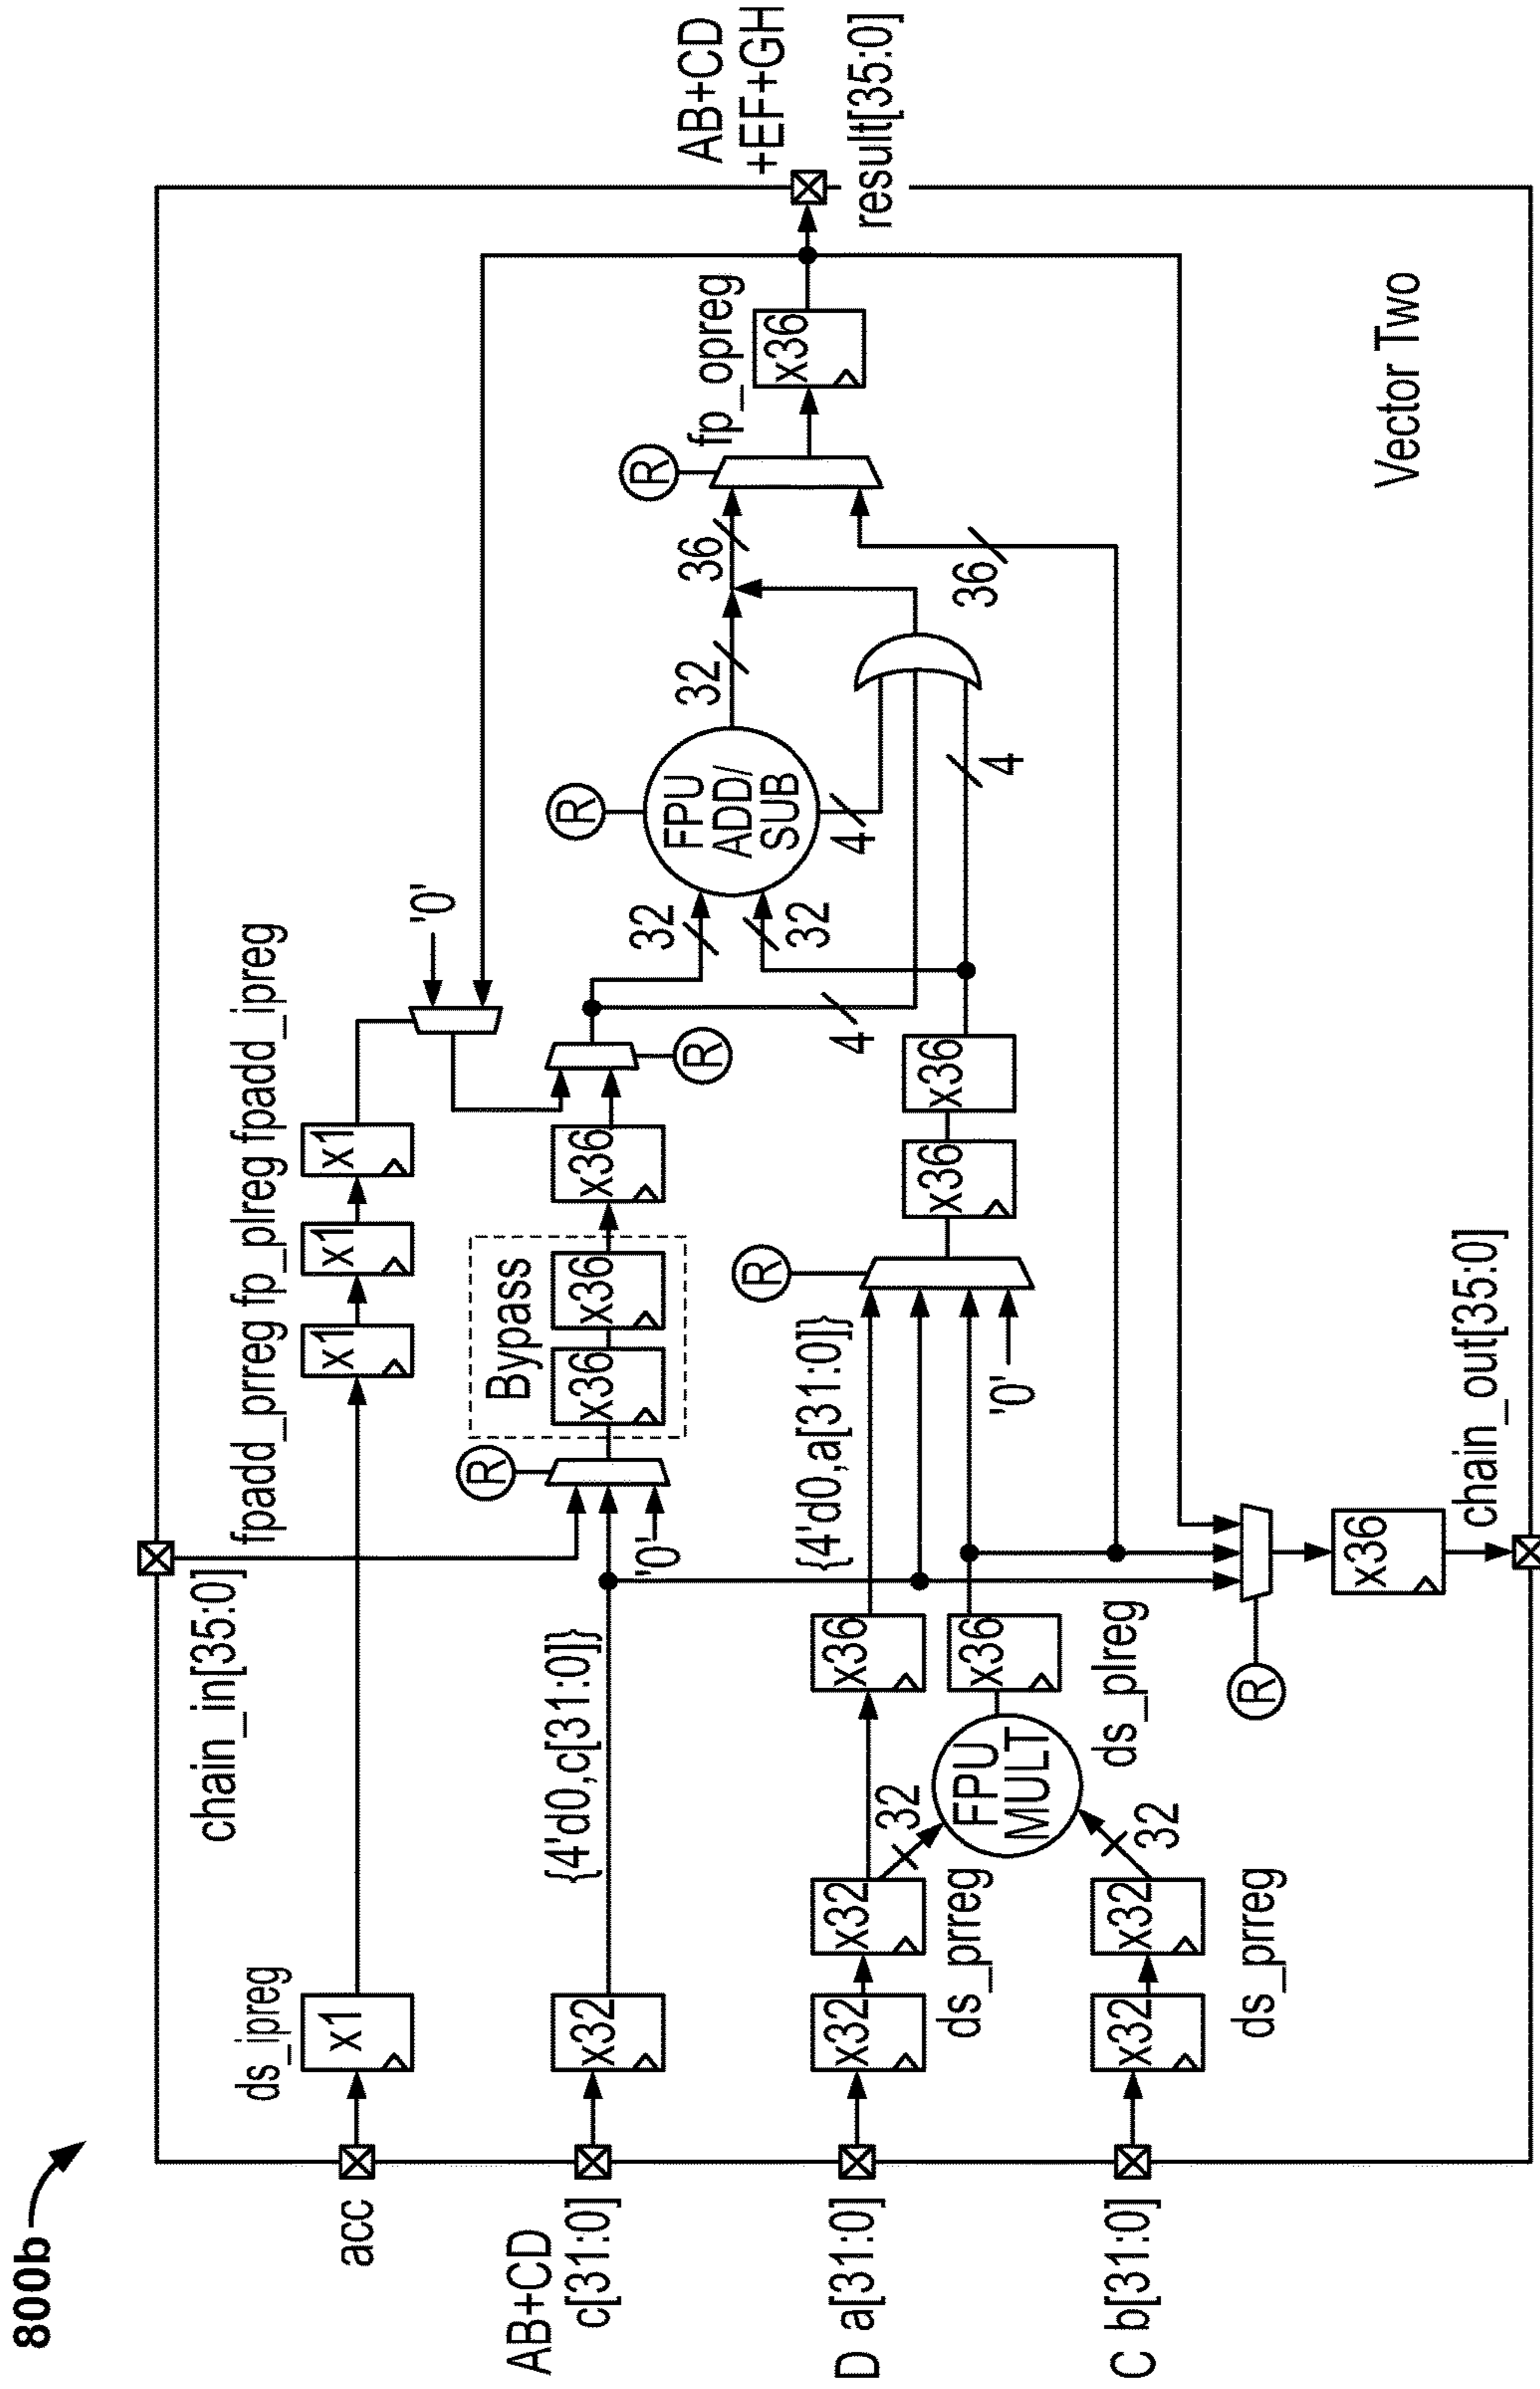 800b
acc
AB+CD
c[31:0]
D a[31:0]
C b[31:0]
ds_ipreg
x1
x32
x32
x32
ds_prreg
x32
x32
ds_prreg
chain_in[35:0]
{4'd0,c[31:0]}
32
32
FPU
MULT
x36
x36
ds_plreg
R
fpadd_prreg fp_plreg fpadd_ipreg
x1
x1
x1
R
'0'
Bypass
x36
x36
x36
{4'd0,a[31:0]}
'0'
R
x36
x36
R
'0'
4
32
32
FPU
ADD/
SUB
R
4
4
32
36
36
R
fp_opreg
x36
x36
chain_out[35:0]
Vector Two
AB+CD
+EF+GH
result[35:0]